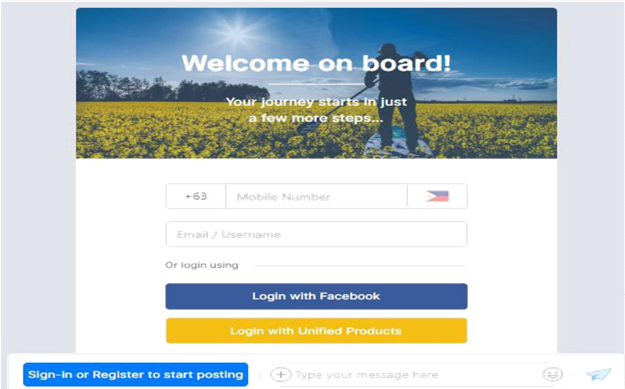 Welcome on board!
Your journey starts in just
a few more steps...
+63
Mobile Number
Email / Username
Or login using
Login with Facebook
Login with Unified Products
Sign-in or Register to start posting
Type your message here